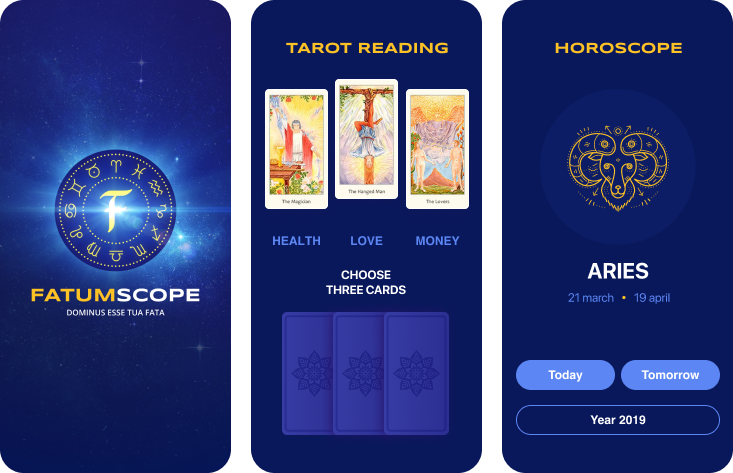 FATUMSCOPE
DOMINUS ESSE TUA FATA
TAROT READING
The Magician
The Hanged Man
The Lovers
HEALTH
LOVE
MONEY
CHOOSE
THREE CARDS
HOROSCOPE
ARIES
21 march • 19 april
Today
Tomorrow
Year 2019